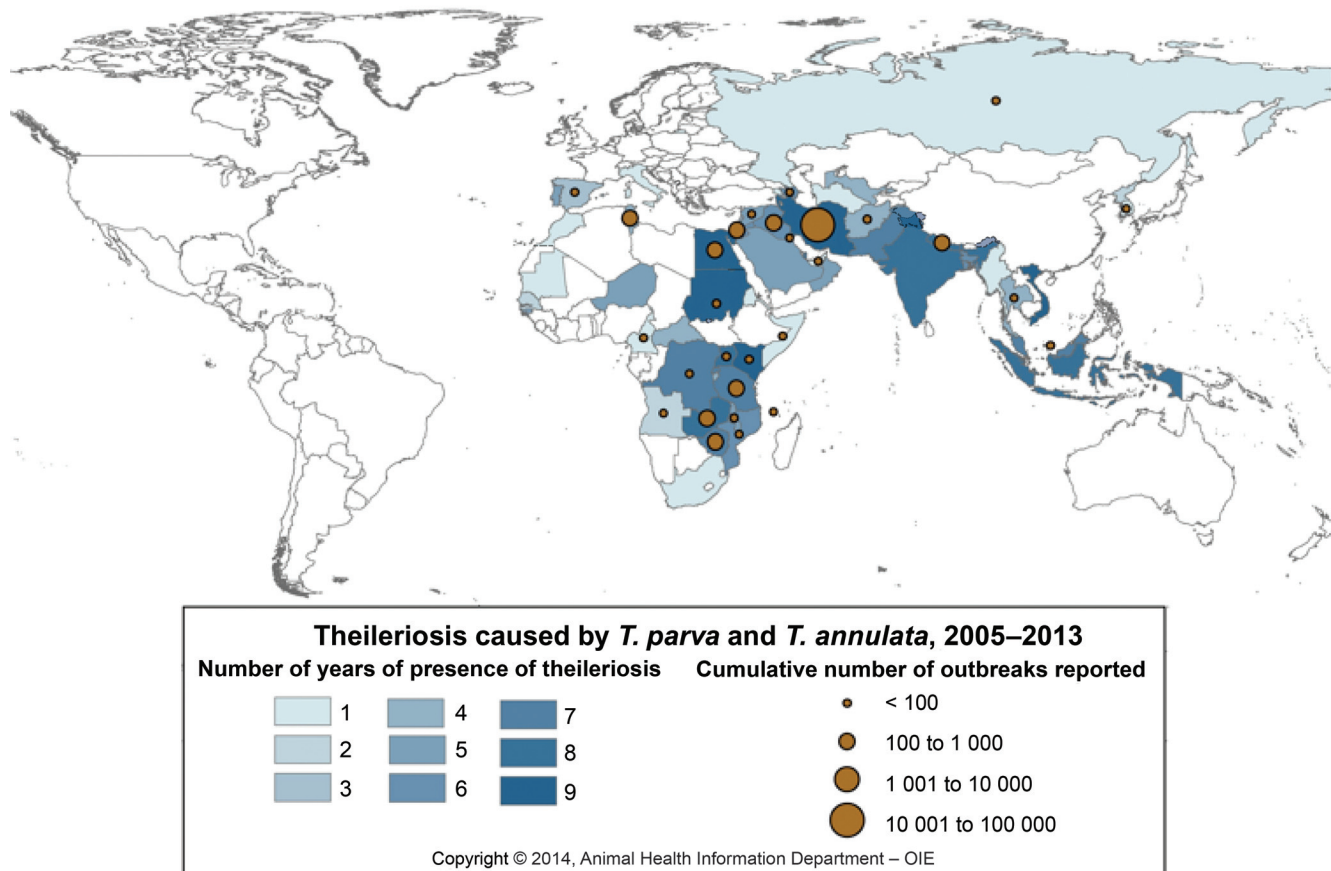 Theileriosis caused by T. parva and T. annulata, 2005–2013
Number of years of presence of theileriosis
1
2
3
4
5
6
7
8
9
Cumulative number of outbreaks reported
< 100
100 to 1 000
1 001 to 10 000
10 001 to 100 000
Copyright © 2014, Animal Health Information Department – OIE